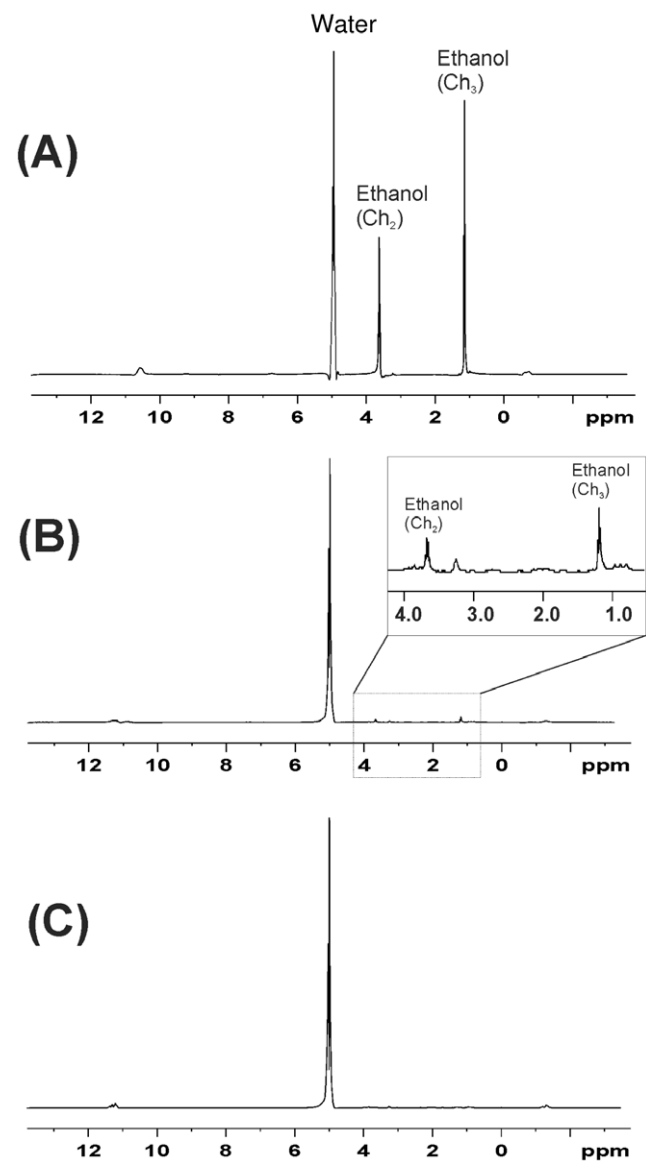 Water
Ethanol
(Ch₃)
(A)
Ethanol
(Ch₂)
12 10 8 6 4 2 0 ppm
(B)
Ethanol
(Ch₃)
Ethanol
(Ch₂)
4.0 3.0 2.0 1.0
12 10 8 6 4 2 0 ppm
(C)
12 10 8 6 4 2 0 ppm